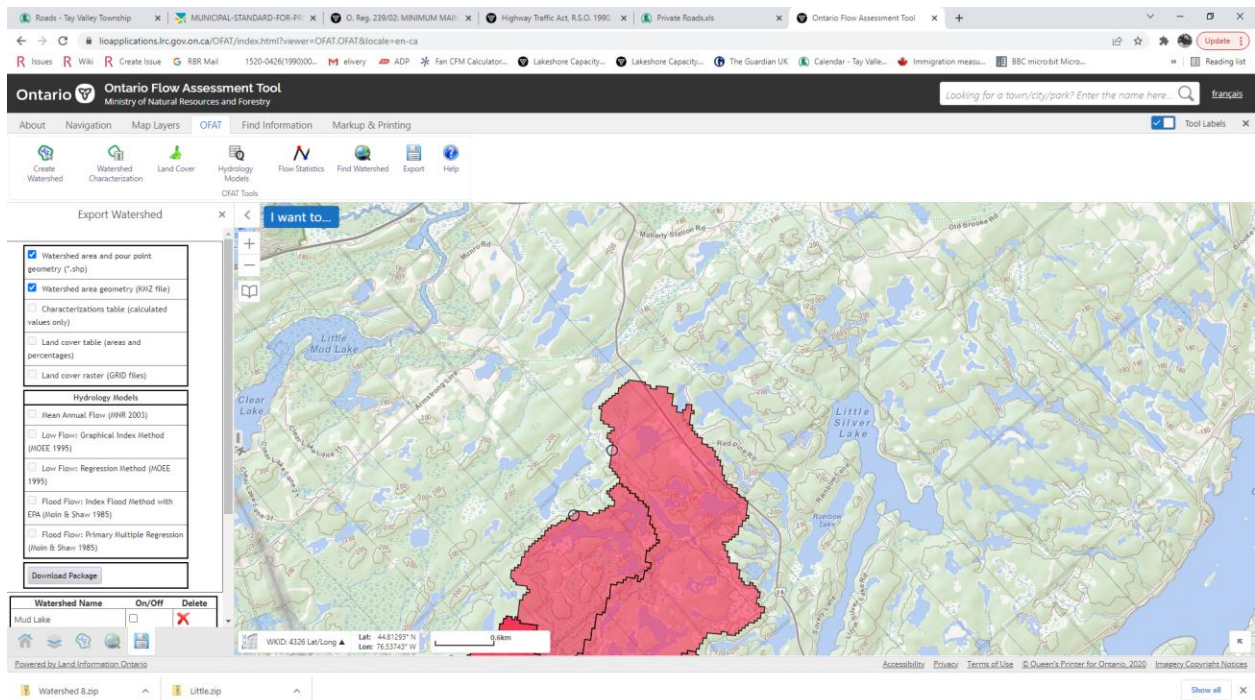 Roads - Tay Valley Township
MUNICIPAL-STANDARD-FOR-PR
O. Reg. 239/02: MINIMUM MAIN
Highway Traffic Act, R.S.O. 1990,
Private Roads.xls
Ontario Flow Assessment Tool
lioapplications.lrc.gov.on.ca/OFAT/index.html?viewer=OFAT.OFAT&locale=en-ca
Update
Issues
Wiki
Create Issue
RBR Mail
1520-0426(1990)00...
elivery
ADP
Fan CFM Calculator...
Lakeshore Capacity...
Lakeshore Capacity...
The Guardian UK
Calendar - Tay Valle...
Immigration measu...
BBC micro:bit Micro...
Reading list
Ontario
Ontario Flow Assessment Tool
Ministry of Natural Resources and Forestry
Looking for a town/city/park? Enter the name here...
français
About
Navigation
Map Layers
OFAT
Find Information
Markup & Printing
Tool Labels
Create
Watershed
Watershed
Characterization
Land Cover
Hydrology
Models
Flow Statistics
Find Watershed
Export
Help
OFAT Tools
Export Watershed
I want to...
Watershed area and pour point
geometry (*.shp)
Watershed area geometry (KMZ file)
Characterizations table (calculated
values only)
Land cover table (areas and
percentages)
Land cover raster (GRID files)
Hydrology Models
Mean Annual Flow (MNR 2003)
Low Flow: Graphical Index Method
(MOEE 1995)
Low Flow: Regression Method (MOEE
1995)
Flood Flow: Index Flood Method with
EPA (Moin & Shaw 1985)
Flood Flow: Primary Multiple Regression
(Moin & Shaw 1985)
Download Package
Watershed Name
On/Off
Delete
Mud Lake
Munro Rd
Maberly Station Rd
Old Brooke Rd
Little
Mud Lake
Armstrong Line
Clear
Lake
Little
Silver
Lake
Red Pine Rd
Rainbow Lane
Rainbow
Lake
36
WKID: 4326 Lat/Long
Lat: 44.81293° N
Lon: 76.53743° W
0.6km
Powered by Land Information Ontario
Accessibility
Privacy
Terms of Use
© Queen's Printer for Ontario, 2020
Imagery Copyright Notices
Watershed 8.zip
Little.zip
Show all